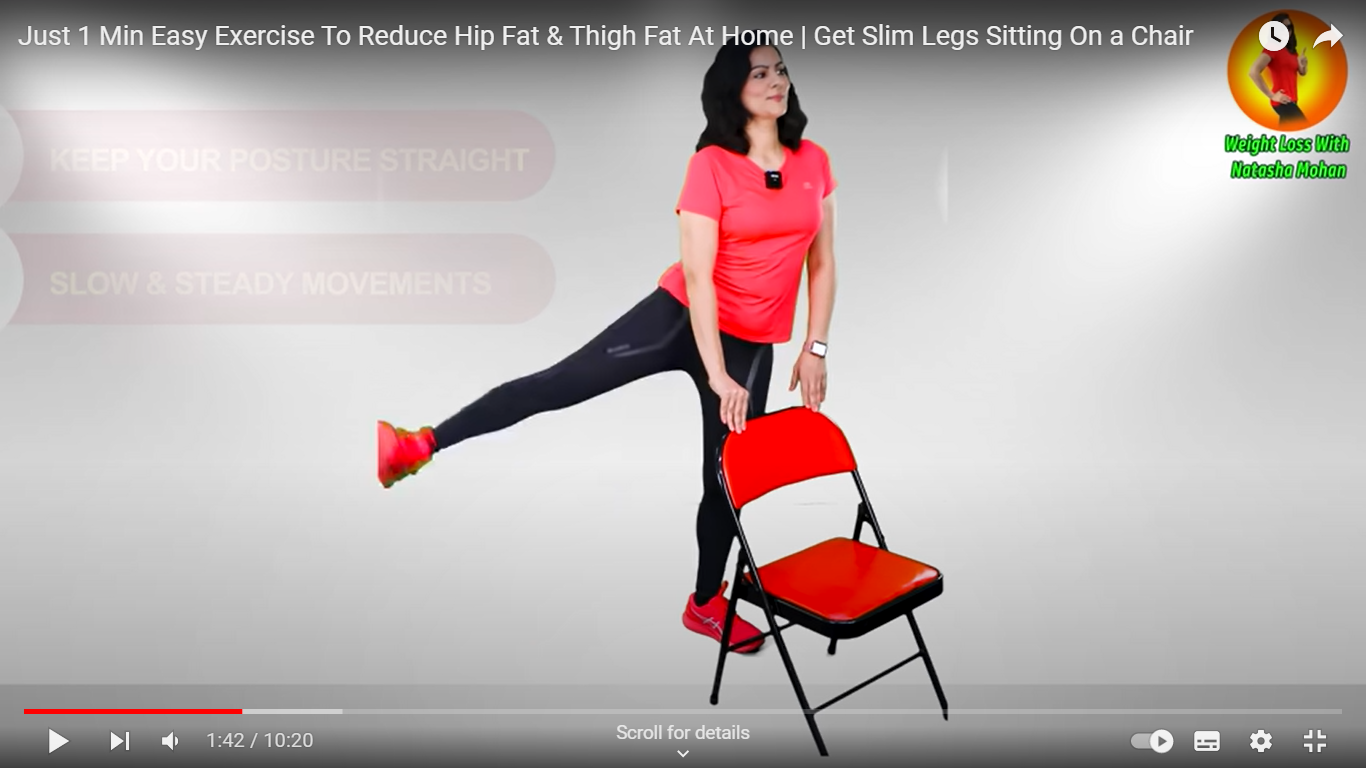 Just 1 Min Easy Exercise To Reduce Hip Fat & Thigh Fat At Home | Get Slim Legs Sitting On a Chair
Weight Loss With
Natasha Mohan
KEEP YOUR POSTURE STRAIGHT
SLOW & STEADY MOVEMENTS
Scroll for details
1:42 / 10:20